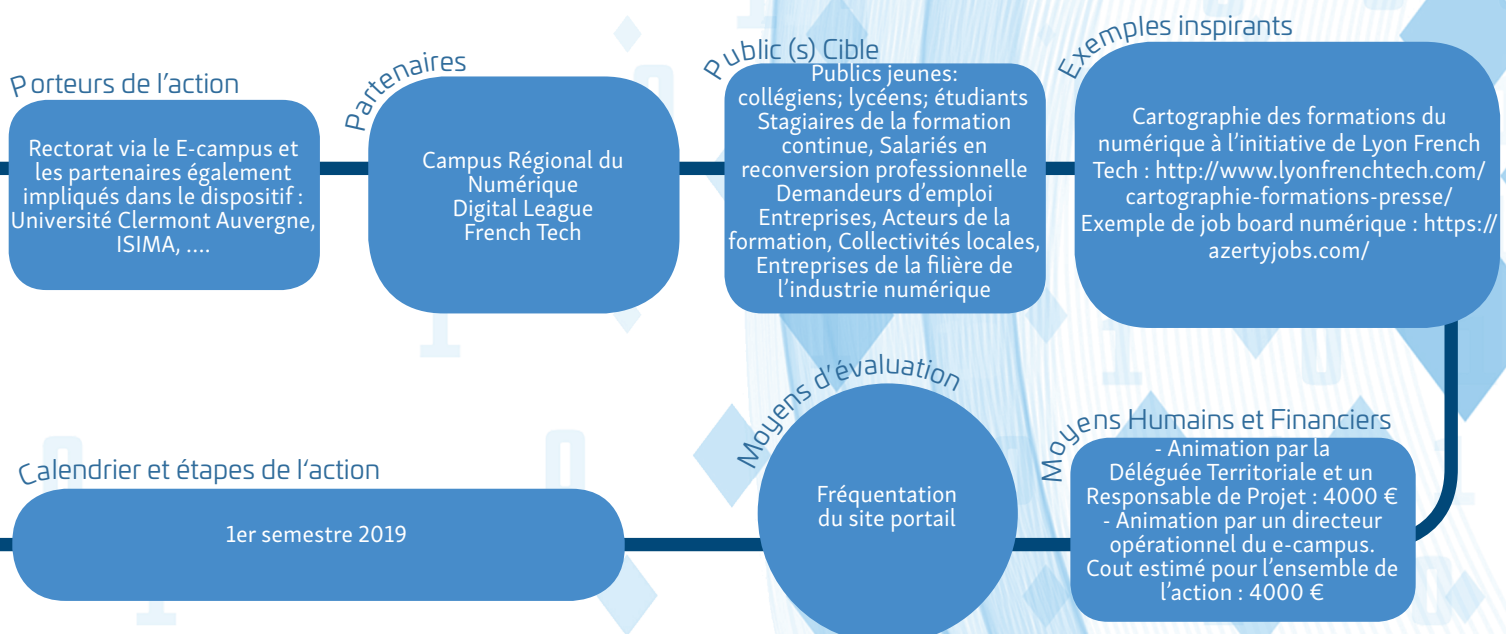 Porteurs de l'action
Rectorat via le E-campus et
les partenaires également
impliqués dans le dispositif :
Université Clermont Auvergne,
ISIMA, ....
Partenaires
Campus Régional du
Numérique
Digital League
French Tech
Public (s) Cible
Publics jeunes:
collégiens; lycéens; étudiants
Stagiaires de la formation
continue, Salariés en
reconversion professionnelle
Demandeurs d'emploi
Entreprises, Acteurs de la
formation, Collectivités locales,
Entreprises de la filière de
l'industrie numérique
Exemples inspirants
Cartographie des formations du
numérique à l'initiative de Lyon French
Tech : http://www.lyonfrenchtech.com/
cartographie-formations-presse/
Exemple de job board numérique : https://
azertyjobs.com/
Moyens Humains et Financiers
- Animation par la
Déléguée Territoriale et un
Responsable de Projet : 4000 €
- Animation par un directeur
opérationnel du e-campus.
Cout estimé pour l'ensemble de
l'action : 4000 €
Moyens d'évaluation
Fréquentation
du site portail
Calendrier et étapes de l'action
1er semestre 2019